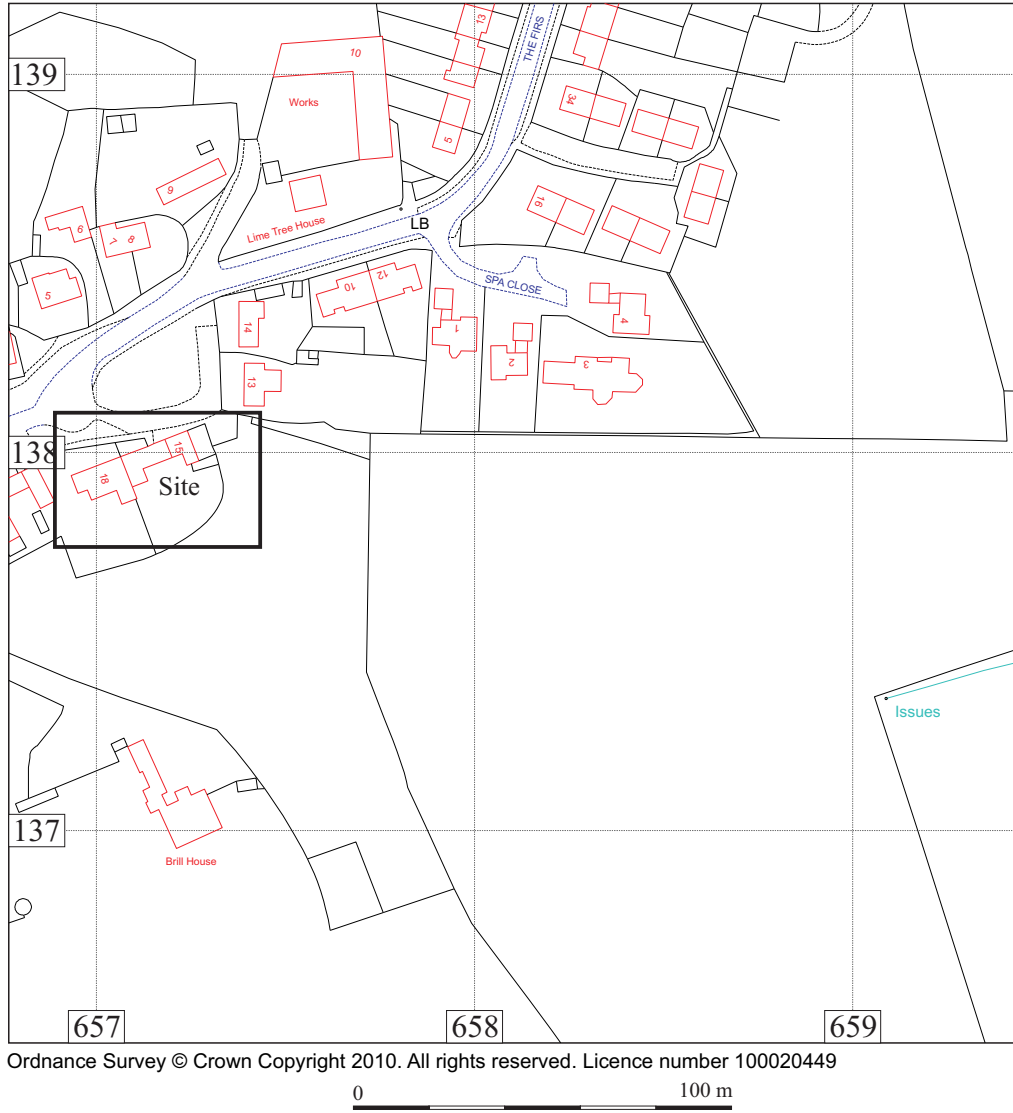 13
THE FIRS
10
139
Works
34
5
9
16
Lime Tree House
LB
6
7
8
SPA CLOSE
5
10
12
14
1
4
2
3
13
138
15
18
Site
Issues
137
Brill House
657
658
659
Ordnance Survey © Crown Copyright 2010. All rights reserved. Licence number 100020449
0
100 m